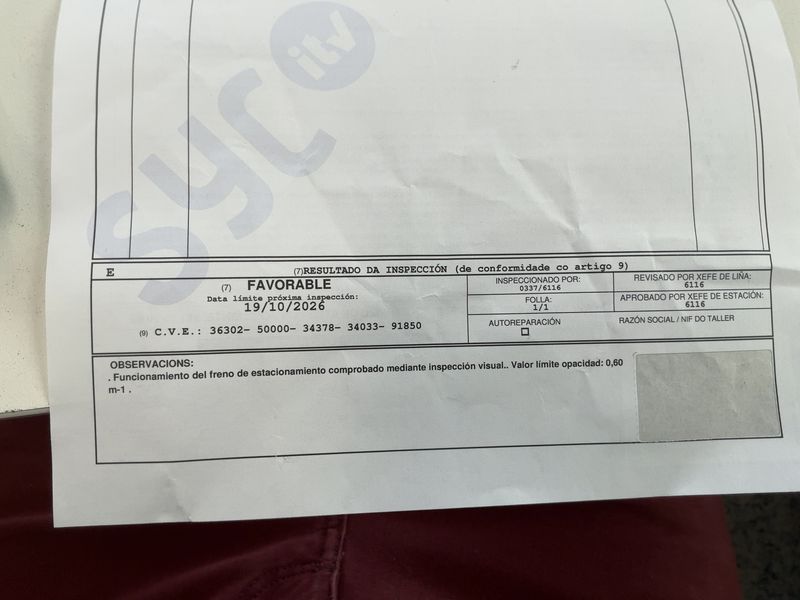 syc itv
E
(7)RESULTADO DA INSPECCIÓN (de conformidade co artigo 9)
(7) FAVORABLE
Data límite próxima inspección:
19/10/2026
(9) C.V.E.: 36302- 50000- 34378- 34033- 91850
INSPECCIONADO POR:
0337/6116
REVISADO POR XEFE DE LIÑA:
6116
FOLLA:
1/1
APROBADO POR XEFE DE ESTACIÓN:
6116
AUTOREPARACIÓN
RAZÓN SOCIAL / NIF DO TALLER
OBSERVACIONS:
. Funcionamiento del freno de estacionamiento comprobado mediante inspección visual.. Valor límite opacidad: 0,60
m-1 .